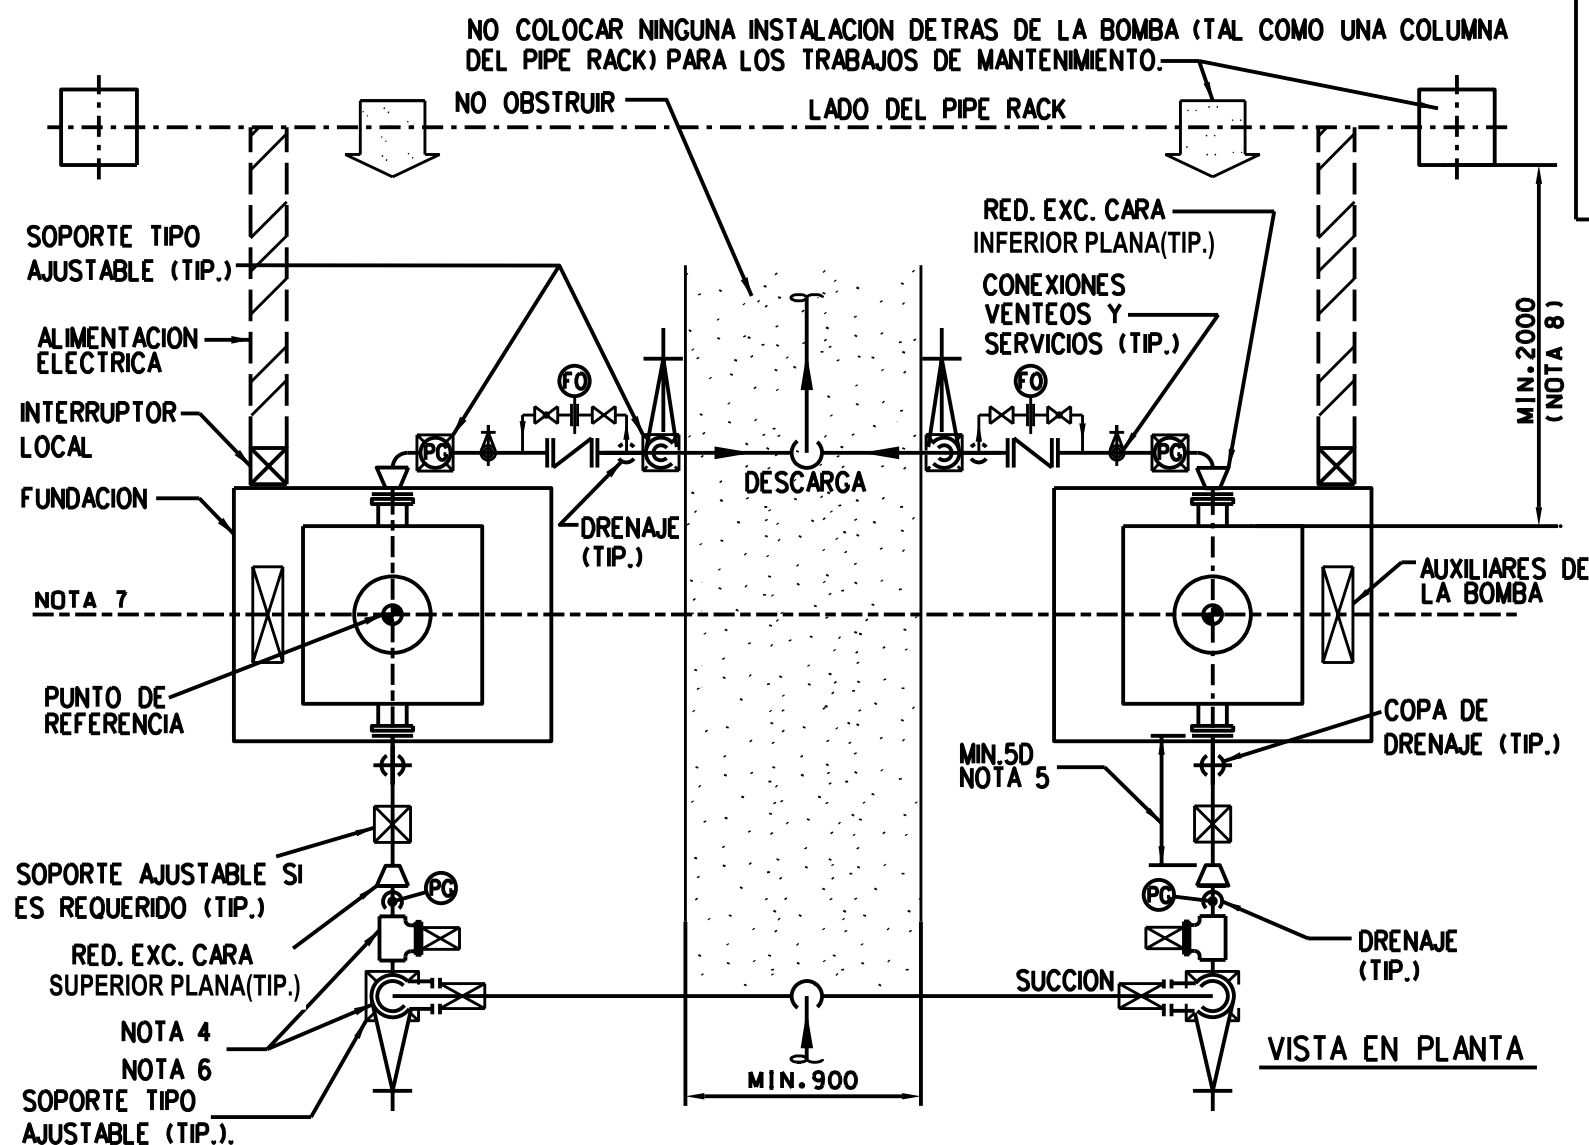 NO COLOCAR NINGUNA INSTALACION DETRAS DE LA BOMBA (TAL COMO UNA COLUMNA
DEL PIPE RACK) PARA LOS TRABAJOS DE MANTENIMIENTO.
NO OBSTRUIR
LADO DEL PIPE RACK
RED. EXC. CARA
INFERIOR PLANA(TIP.)
SOPORTE TIPO
AJUSTABLE (TIP.)
CONEXIONES
VENTEOS Y
SERVICIOS (TIP.)
MIN.2000
(NOTA 8)
ALIMENTACION
ELECTRICA
FO
FO
INTERRUPTOR
LOCAL
PG
PG
DESCARGA
FUNDACION
DRENAJE
(TIP.)
AUXILIARES DE
LA BOMBA
NOTA 7
PUNTO DE
REFERENCIA
COPA DE
DRENAJE (TIP.)
MIN.5D
NOTA 5
SOPORTE AJUSTABLE SI
ES REQUERIDO (TIP.)
PG
PG
RED. EXC. CARA
SUPERIOR PLANA(TIP.)
DRENAJE
(TIP.)
SUCCION
NOTA 4
NOTA 6
VISTA EN PLANTA
MIN.900
SOPORTE TIPO
AJUSTABLE (TIP.).